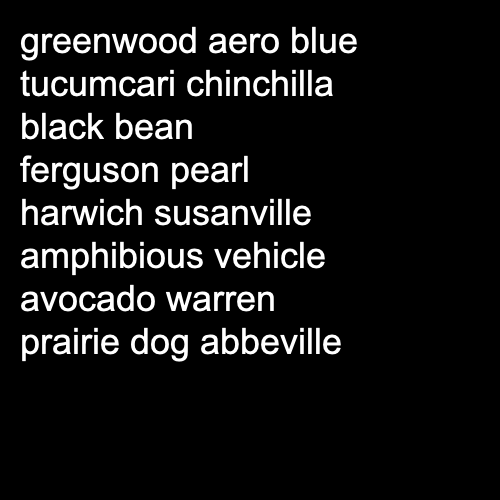 greenwood aero blue
tucumcari chinchilla
black bean
ferguson pearl
harwich susanville
amphibious vehicle
avocado warren
prairie dog abbeville